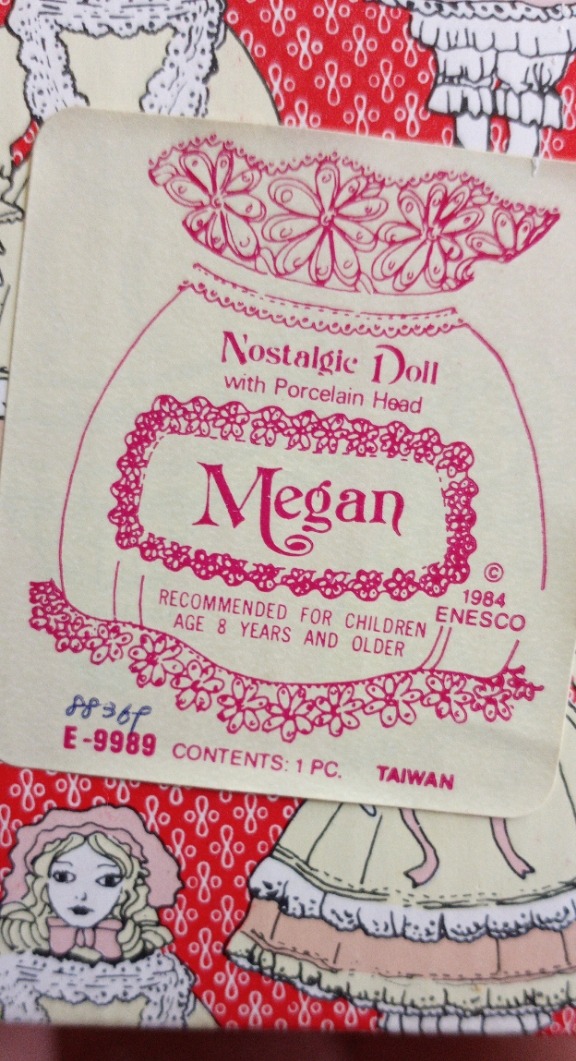 Nostalgic Doll
with Porcelain Head
Megan
©
1984
ENESCO
RECOMMENDED FOR CHILDREN
AGE 8 YEARS AND OLDER
E-9989
CONTENTS: 1 PC.
TAIWAN